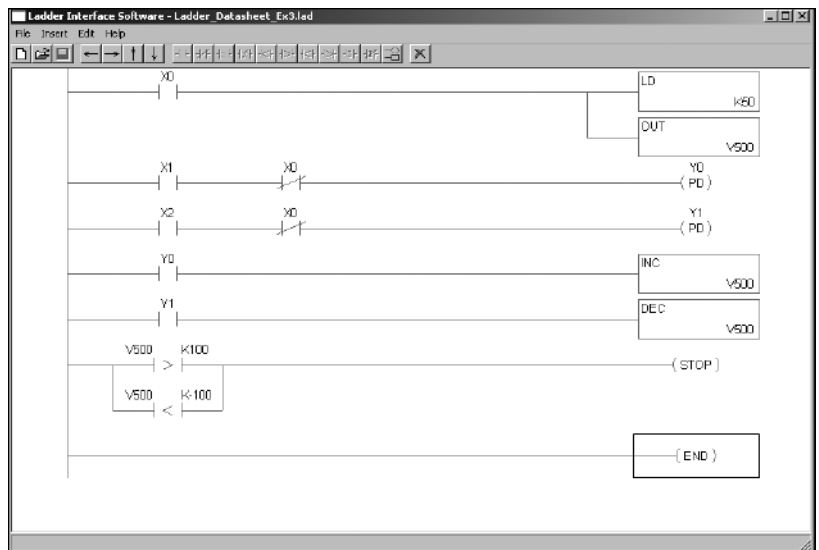 Ladder Interface Software - Ladder_Datasheet_Ex3.lad
File Insert Edit Help
X0
LD
K50
OUT
V500
X1 X0 Y0
( PD )
X2 X0 Y1
( PD )
Y0
INC
V500
Y1
DEC
V500
V500 K100
> ( STOP )
V500 K-100
<
( END )